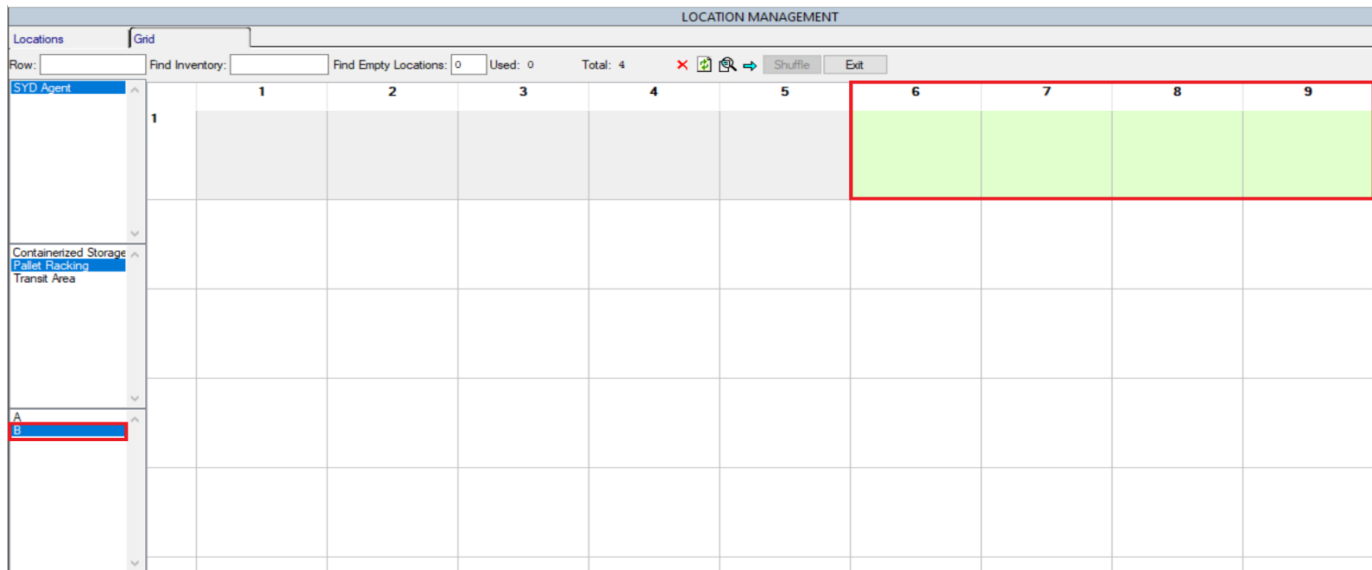 LOCATION MANAGEMENT
Locations Grid
Row: Find Inventory: Find Empty Locations: 0 Used: 0 Total: 4 Shuffle Exit
SYD Agent
1 2 3 4 5 6 7 8 9
1
Containerized Storage
Pallet Racking
Transit Area
A
B